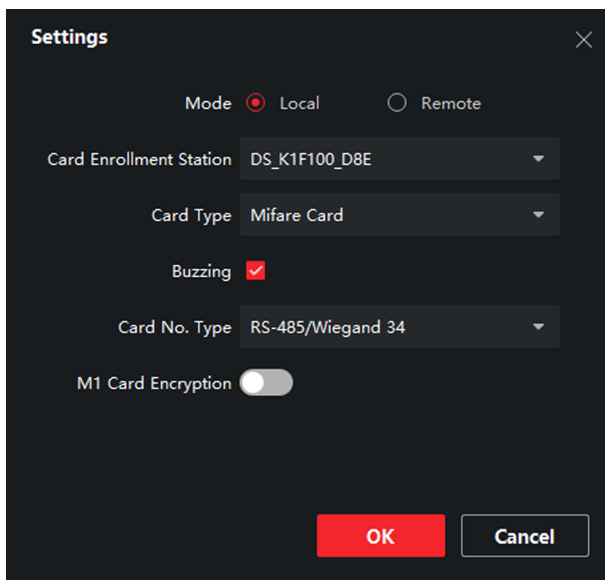 Settings
Mode Local Remote
Card Enrollment Station DS_K1F100_D8E
Card Type Mifare Card
Buzzing
Card No. Type RS-485/Wiegand 34
M1 Card Encryption
OK Cancel